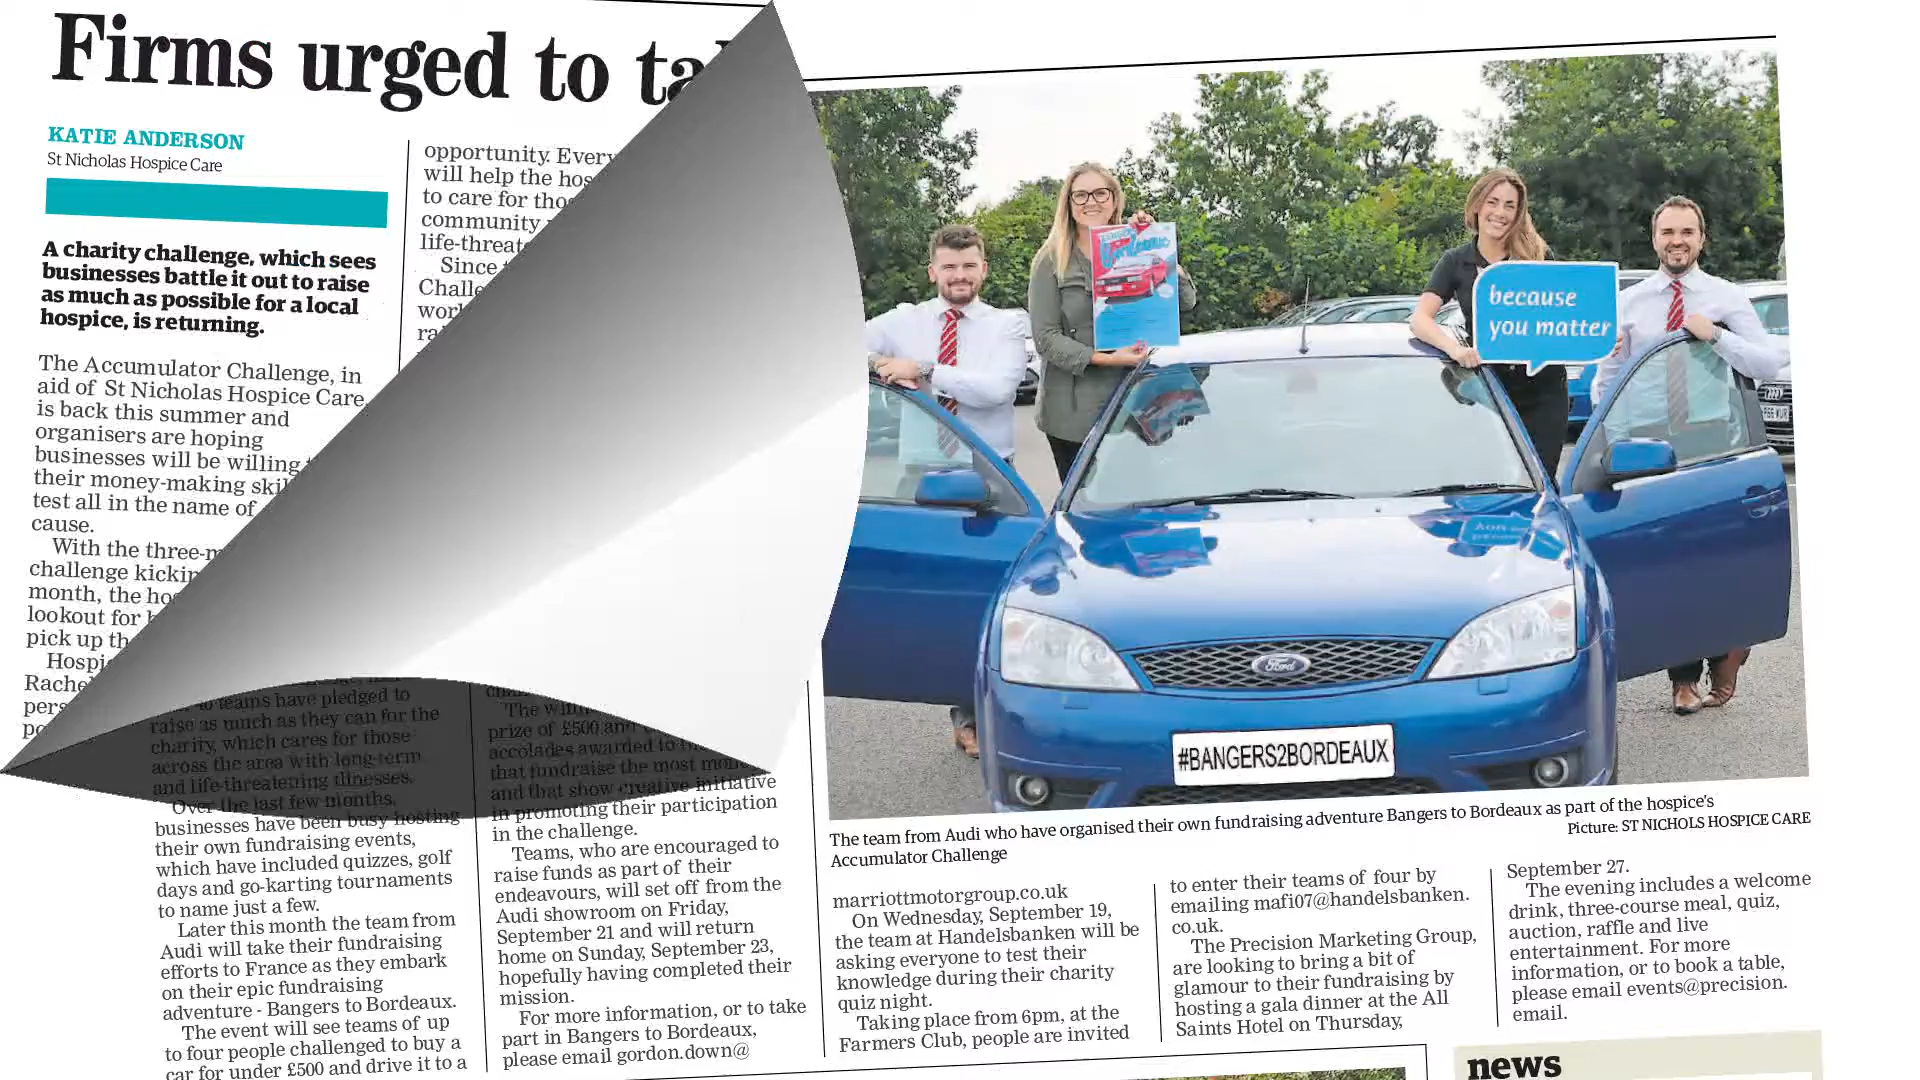 Firms urged to
KATIE ANDERSON
St Nicholas Hospice Care
A charity challenge, which sees
businesses battle it out to raise
as much as possible for a local
hospice, is returning.
The Accumulator Challenge, in
aid of St Nicholas Hospice Care,
is back this summer and
organisers are hoping
businesses will be willing
their money-making
test all in the name of
cause.
With the
challenge
month, the
lookout for
pick up
opportunity. Every
will help the
to care for
community
Since
teams have pledged to
raise as much as they can for the
charity, which cares for those
across the area with long-term
and life-threatening illnesses.
Over the last few months,
businesses have been busy hosting
their own fundraising events,
which have included quizzes, golf
days and go-karting tournaments
to name just a few.
Later this month the team from
Audi will take their fundraising
efforts to France as they embark
on their epic fundraising
adventure - Bangers to Bordeaux.
The event will see teams of up
to four people challenged to buy a
car for under £500 and drive it to a
The
prize of £500 and
accolades awarded to
that fundraise the most
and that show creative initiative
in promoting their participation
in the challenge.
Teams, who are encouraged to
raise funds as part of their
endeavours, will set off from the
Audi showroom on Friday,
September 21 and will return
home on Sunday, September 23,
hopefully having completed their
mission.
For more information, or to take
part in Bangers to Bordeaux,
please email gordon.down@
because
you matter
Ford
#BANGERS2BORDEAUX
The team from Audi who have organised their own fundraising adventure Bangers to Bordeaux as part of the hospice's
Accumulator Challenge
Picture: ST NICHOLS HOSPICE CARE
marriottmotorgroup.co.uk
On Wednesday, September 19,
the team at Handelsbanken will be
asking everyone to test their
knowledge during their charity
quiz night.
Taking place from 6pm, at the
Farmers Club, people are invited
to enter their teams of four by
emailing mafi07@handelsbanken.
co.uk.
The Precision Marketing Group,
are looking to bring a bit of
glamour to their fundraising by
hosting a gala dinner at the All
Saints Hotel on Thursday,
September 27.
The evening includes a welcome
drink, three-course meal, quiz,
auction, raffle and live
entertainment. For more
information, or to book a table,
please email events@precision.
email.
news